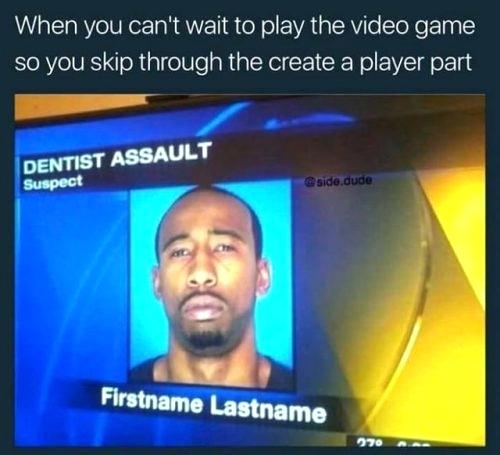 When you can't wait to play the video game
so you skip through the create a player part
DENTIST ASSAULT
Suspect
@side.dude
Firstname Lastname
27°